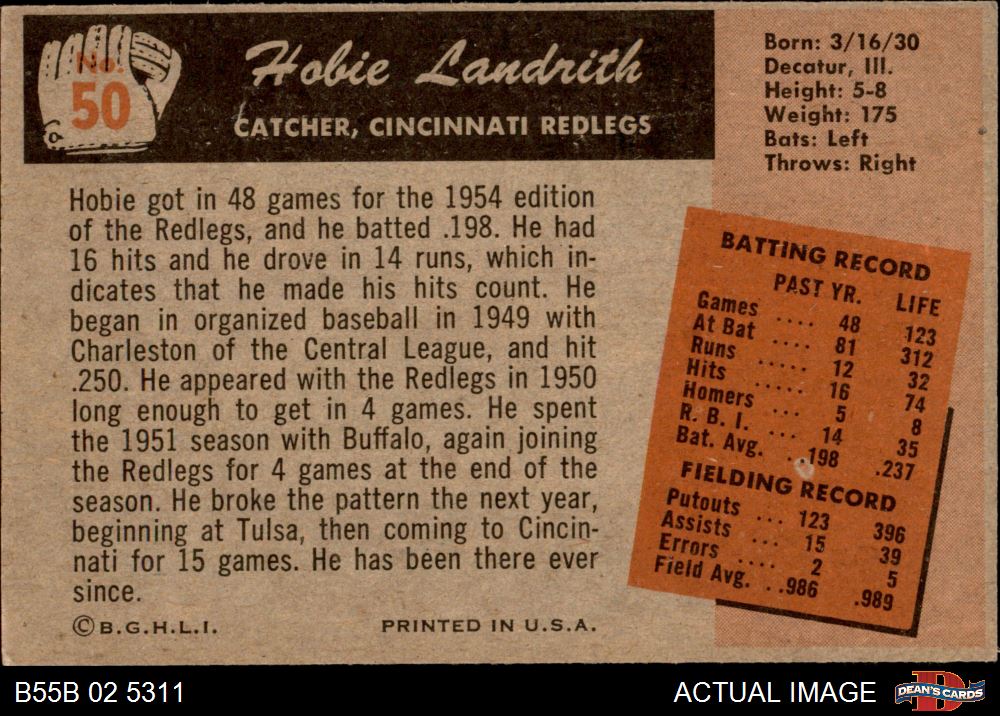 No.
50
Hobie Landrith
CATCHER, CINCINNATI REDLEGS
Born: 3/16/30
Decatur, Ill.
Height: 5-8
Weight: 175
Bats: Left
Throws: Right
Hobie got in 48 games for the 1954 edition
of the Redlegs, and he batted .198. He had
16 hits and he drove in 14 runs, which in-
dicates that he made his hits count. He
began in organized baseball in 1949 with
Charleston of the Central League, and hit
.250. He appeared with the Redlegs in 1950
long enough to get in 4 games. He spent
the 1951 season with Buffalo, again joining
the Redlegs for 4 games at the end of the
season. He broke the pattern the next year,
beginning at Tulsa, then coming to Cincin-
nati for 15 games. He has been there ever
since.
© B.G.H.L.I. PRINTED IN U.S.A.
BATTING RECORD
PAST YR. LIFE
Games .... 48 123
At Bat .... 81 312
Runs ..... 12 32
Hits ..... 16 74
Homers ... 5 8
R. B. I. ... 14 35
Bat. Avg. ...198 .237
FIELDING RECORD
Putouts ... 123 396
Assists ... 15 39
Errors .... 2 5
Field Avg. ..986 .989
B55B 02 5311 ACTUAL IMAGE
D
DEAN'S CARDS